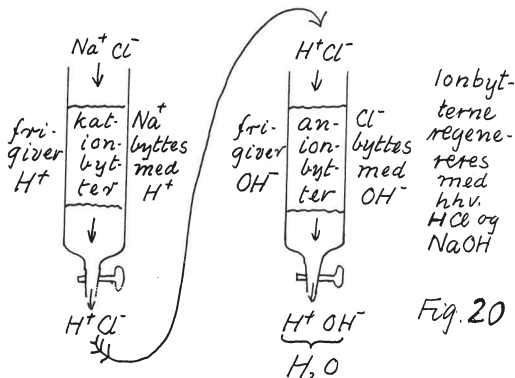 Na⁺ Cl⁻
fri-
giver
H⁺
kat-
ion-
byt-
ter
Na⁺
byttes
med
H⁺
H⁺Cl⁻
H⁺Cl⁻
fri-
giver
OH⁻
an-
ion-
byt-
ter
Cl⁻
byttes
med
OH⁻
H⁺ OH⁻
H₂O
Ionbyt-
terne
regene-
reres
med
hhv.
HCl og
NaOH
Fig. 20